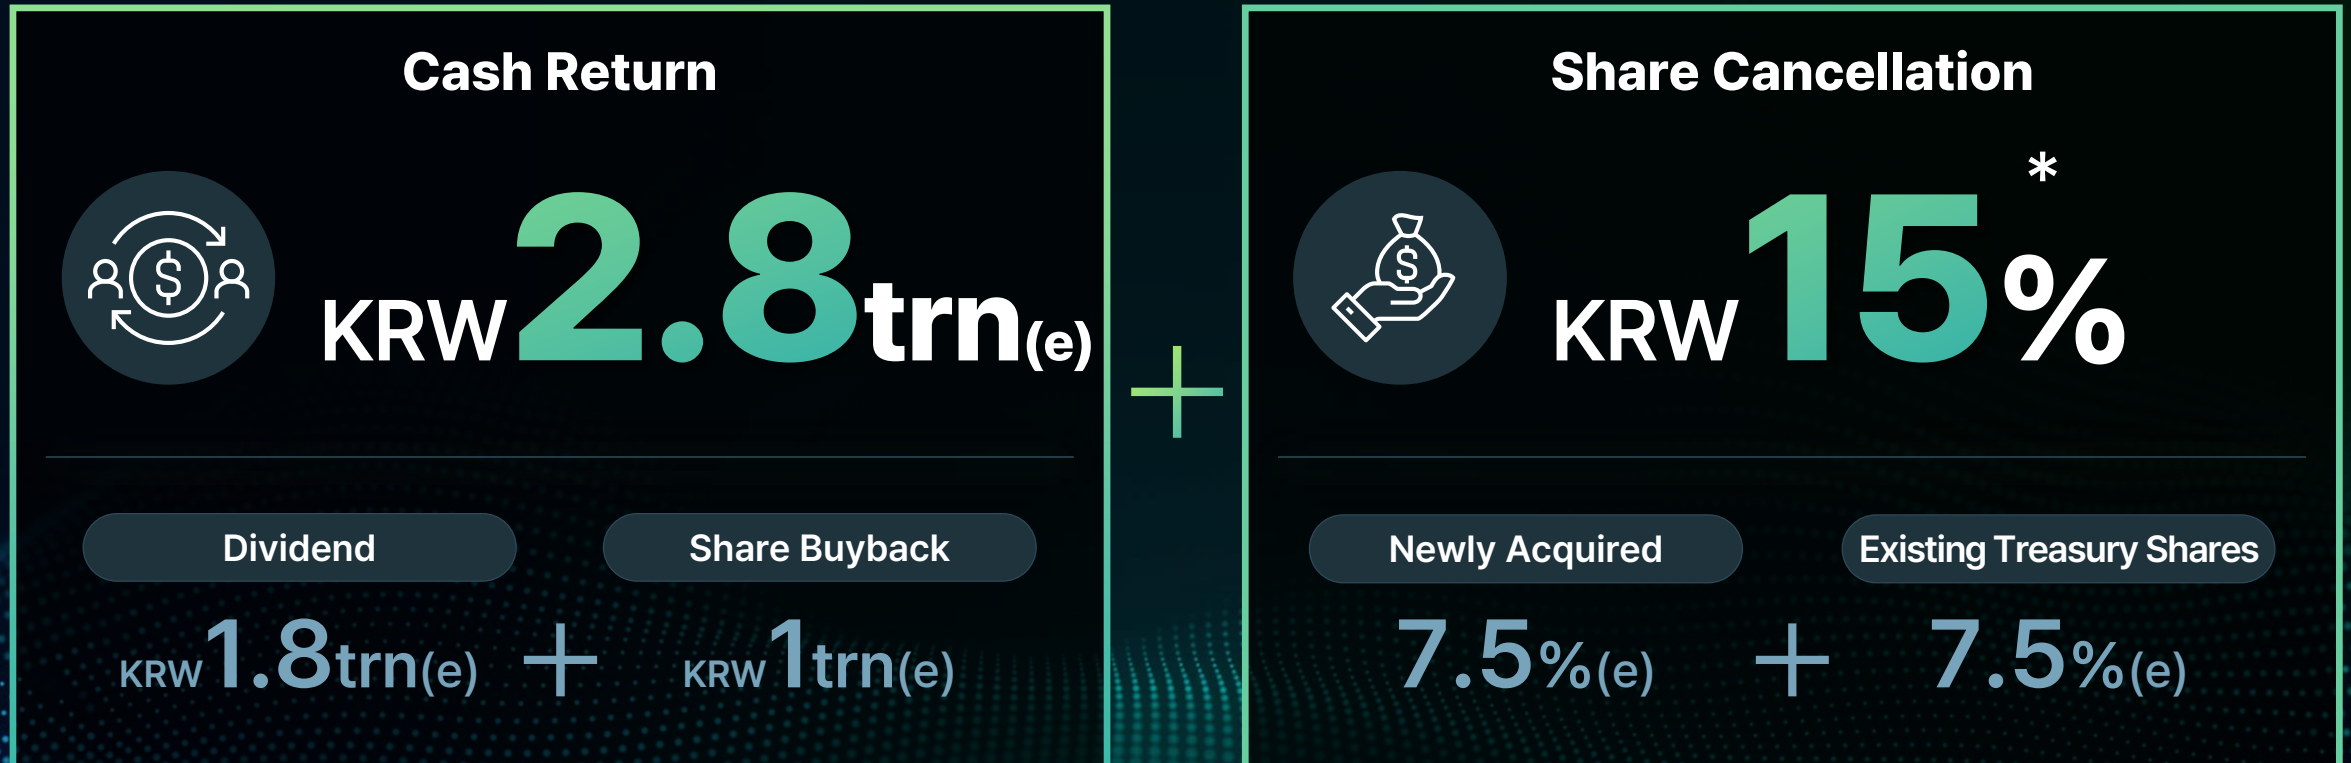 Cash Return
KRW 2.8trn(e)
Dividend
Share Buyback
KRW 1.8trn(e) + KRW 1trn(e)
+
Share Cancellation
KRW 15%*
Newly Acquired
Existing Treasury Shares
7.5%(e) + 7.5%(e)